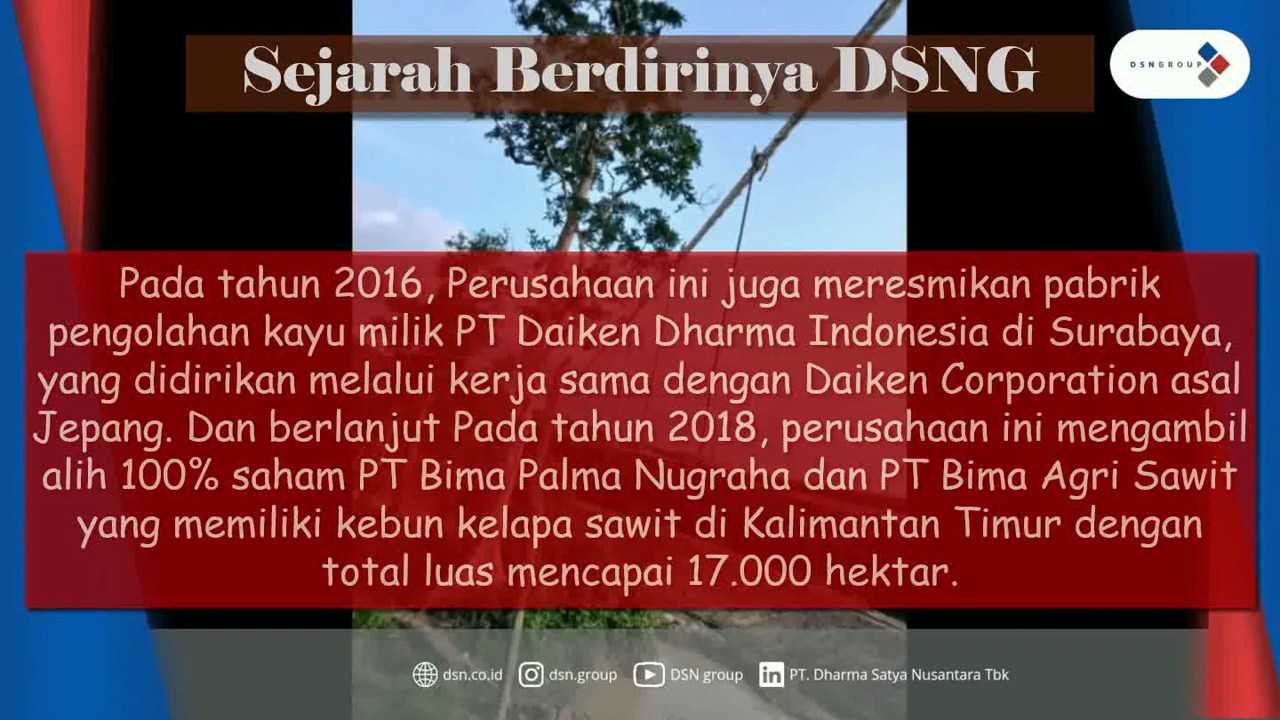 Sejarah Berdirinya DSNG
DSNGROUP
Pada tahun 2016, Perusahaan ini juga meresmikan pabrik
pengolahan kayu milik PT Daiken Dharma Indonesia di Surabaya,
yang didirikan melalui kerja sama dengan Daiken Corporation asal
Jepang. Dan berlanjut Pada tahun 2018, perusahaan ini mengambil
alih 100% saham PT Bima Palma Nugraha dan PT Bima Agri Sawit
yang memiliki kebun kelapa sawit di Kalimantan Timur dengan
total luas mencapai 17.000 hektar.
dsn.co.id dsn.group DSN group PT. Dharma Satya Nusantara Tbk